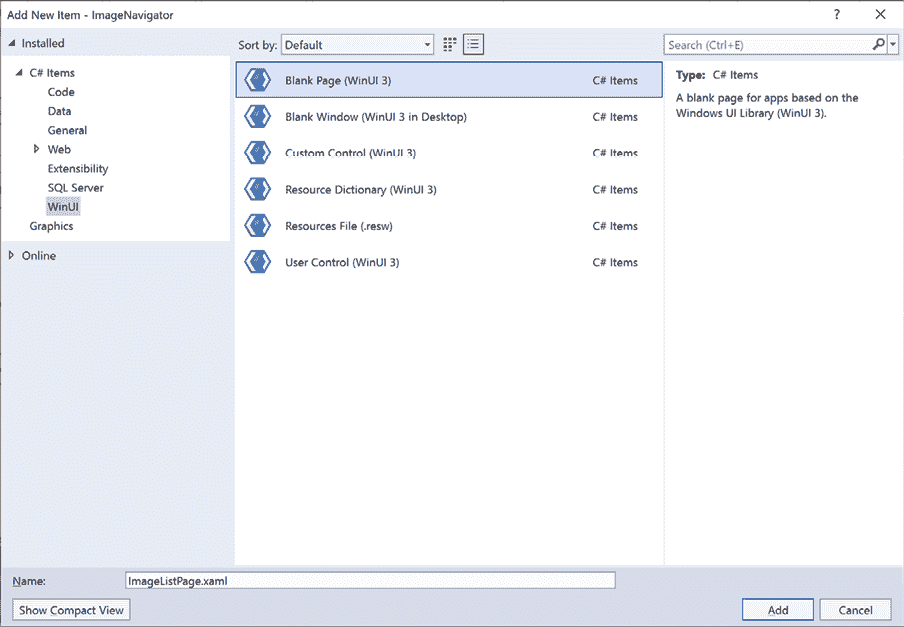 Add New Item - ImageNavigator
?
Installed
Sort by: Default
Search (Ctrl+E)
C# Items
Code
Data
General
Web
Extensibility
SQL Server
WinUI
Graphics
Online
Blank Page (WinUI 3) C# Items
Blank Window (WinUI 3 in Desktop) C# Items
Custom Control (WinUI 3) C# Items
Resource Dictionary (WinUI 3) C# Items
Resources File (.resw) C# Items
User Control (WinUI 3) C# Items
Type: C# Items
A blank page for apps based on the
Windows UI Library (WinUI 3).
Name: ImageListPage.xaml
Show Compact View
Add
Cancel